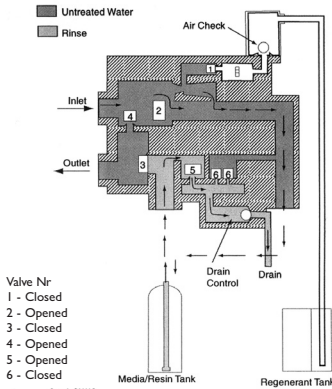 Untreated Water
Rinse
Air Check
1
Inlet
2
4
Outlet
3
5
6 6
Drain Control
Drain
Valve Nr
1 - Closed
2 - Opened
3 - Closed
4 - Opened
5 - Opened
6 - Closed
Media/Resin Tank
Regenerant Tank